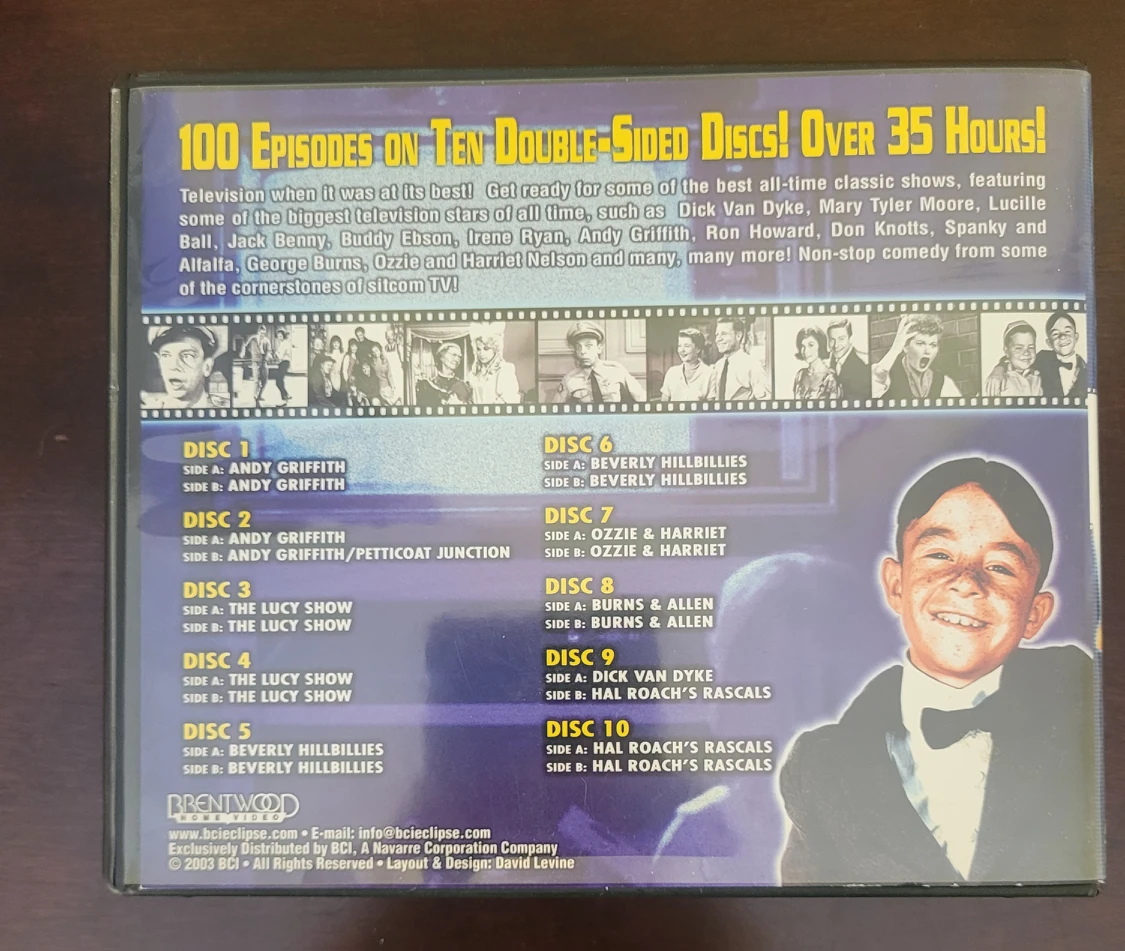 100 EPISODES ON TEN DOUBLE-SIDED DISCS! OVER 35 HOURS!
Television when it was at its best! Get ready for some of the best all-time classic shows, featuring
some of the biggest television stars of all time, such as Dick Van Dyke, Mary Tyler Moore, Lucille
Ball, Jack Benny, Buddy Ebson, Irene Ryan, Andy Griffith, Ron Howard, Don Knotts, Spanky and
Alfalfa, George Burns, Ozzie and Harriet Nelson and many, many more! Non-stop comedy from some
of the cornerstones of sitcom TV!
DISC 1
SIDE A: ANDY GRIFFITH
SIDE B: ANDY GRIFFITH
DISC 2
SIDE A: ANDY GRIFFITH
SIDE B: ANDY GRIFFITH/PETTICOAT JUNCTION
DISC 3
SIDE A: THE LUCY SHOW
SIDE B: THE LUCY SHOW
DISC 4
SIDE A: THE LUCY SHOW
SIDE B: THE LUCY SHOW
DISC 5
SIDE A: BEVERLY HILLBILLIES
SIDE B: BEVERLY HILLBILLIES
DISC 6
SIDE A: BEVERLY HILLBILLIES
SIDE B: BEVERLY HILLBILLIES
DISC 7
SIDE A: OZZIE & HARRIET
SIDE B: OZZIE & HARRIET
DISC 8
SIDE A: BURNS & ALLEN
SIDE B: BURNS & ALLEN
DISC 9
SIDE A: DICK VAN DYKE
SIDE B: HAL ROACH'S RASCALS
DISC 10
SIDE A: HAL ROACH'S RASCALS
SIDE B: HAL ROACH'S RASCALS
BRENTWOOD
HOME VIDEO
www.bcieclipse.com • E-mail: info@bcieclipse.com
Exclusively Distributed by BCI, A Navarre Corporation Company
© 2003 BCI • All Rights Reserved • Layout & Design: David Levine